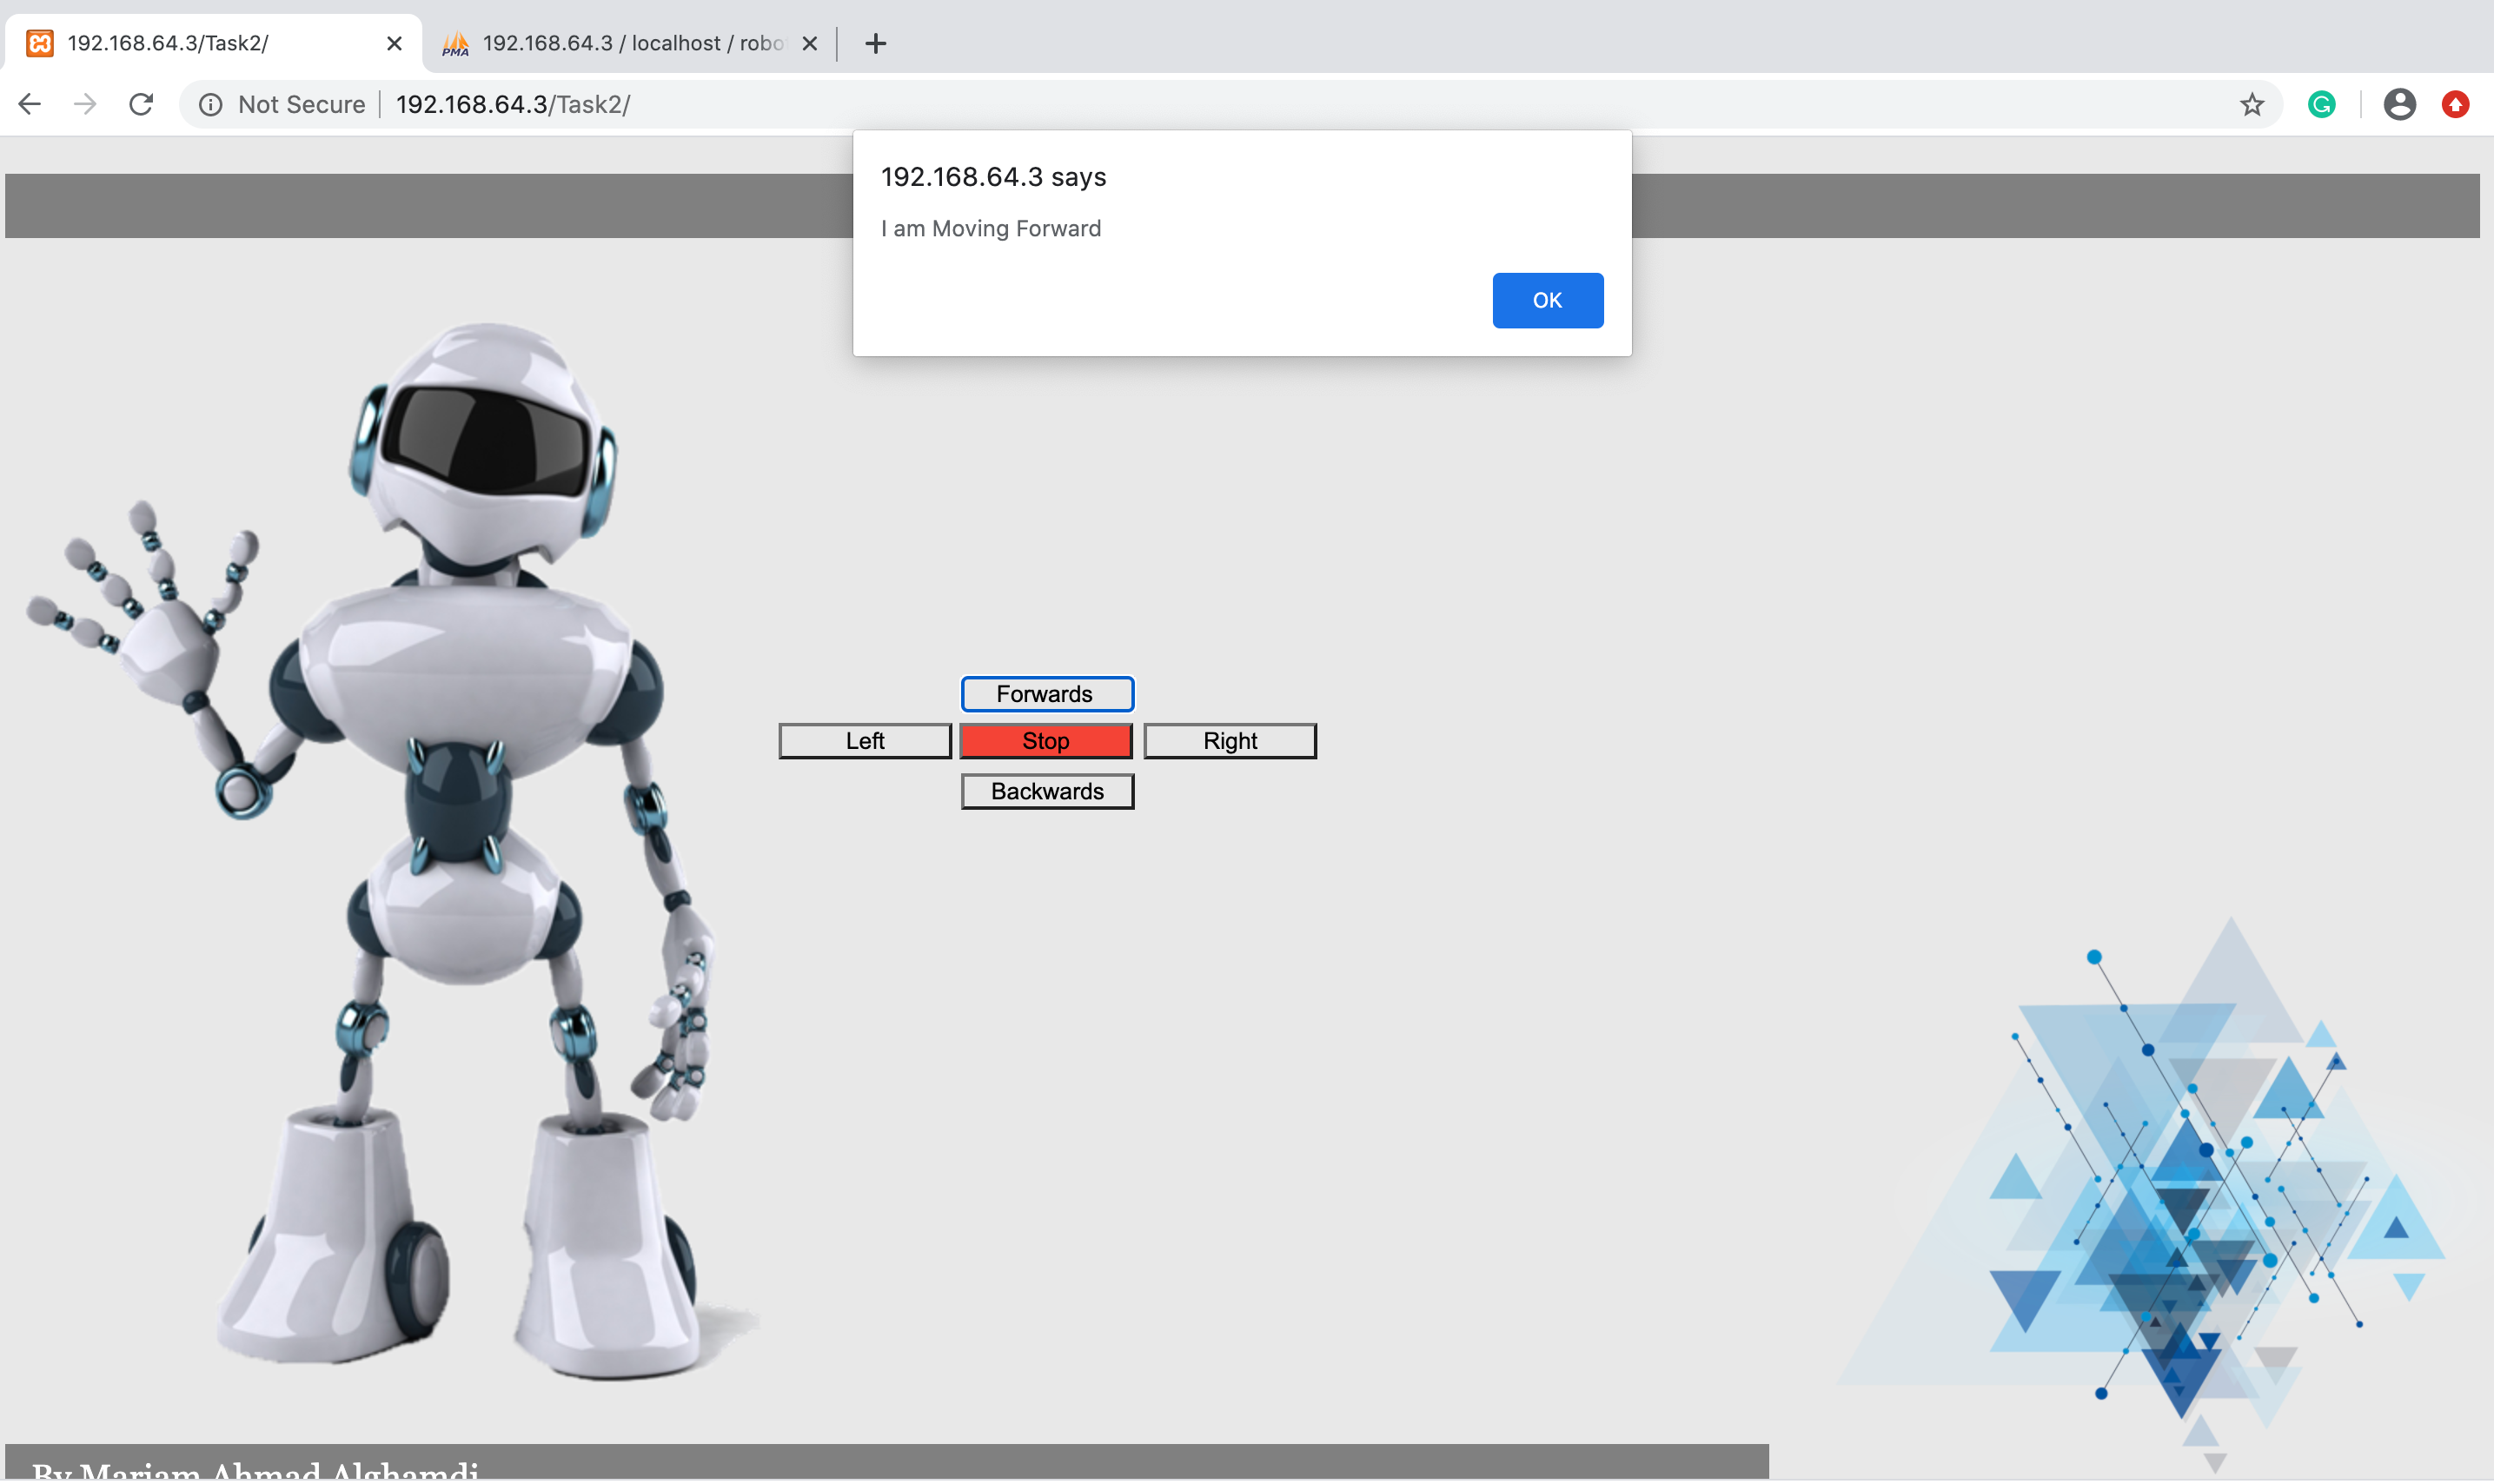 192.168.64.3/Task2/
PMA
192.168.64.3 / localhost / robo
Not Secure
192.168.64.3/Task2/
192.168.64.3 says
I am Moving Forward
OK
Forwards
Left
Stop
Right
Backwards
By Mariam Ahmad Alghamdi